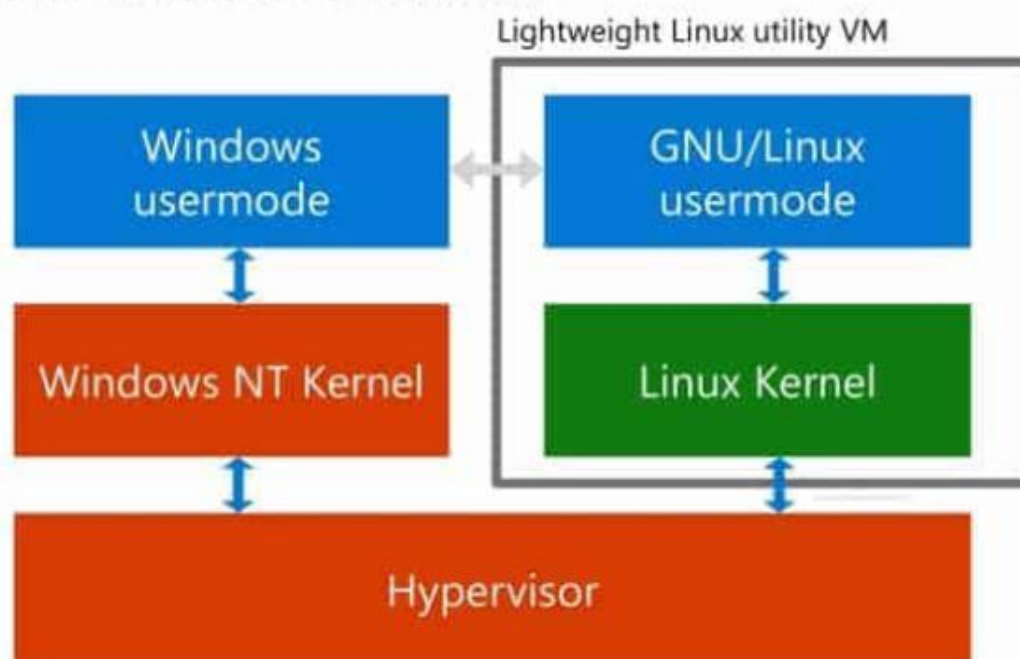 Lightweight Linux utility VM
Windows
usermode
GNU/Linux
usermode
Windows NT Kernel
Linux Kernel
Hypervisor